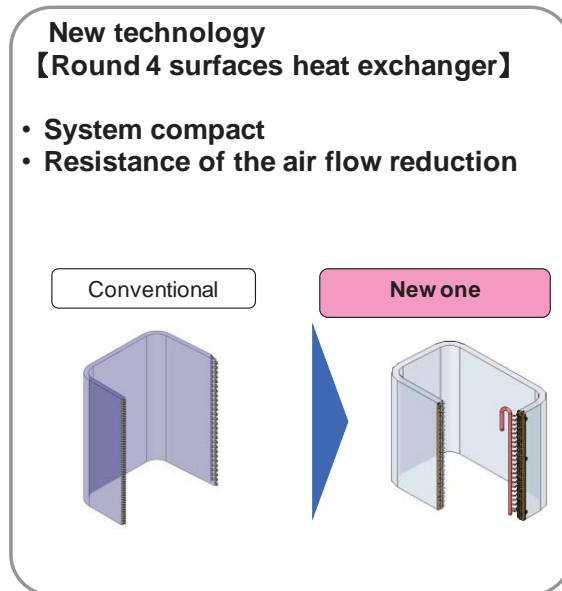 New technology
【Round 4 surfaces heat exchanger】
• System compact
• Resistance of the air flow reduction
Conventional
New one